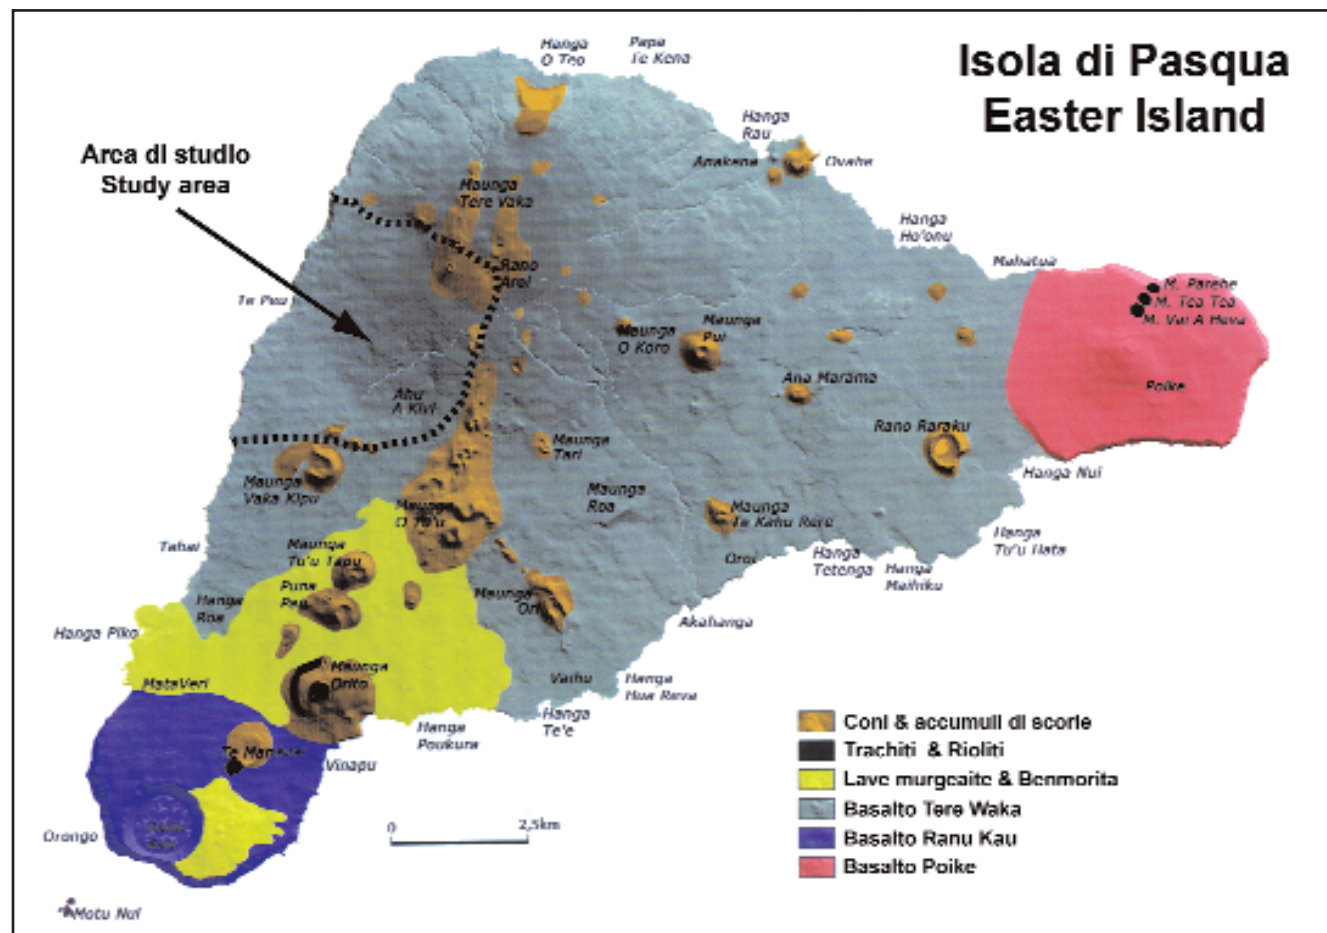 Isola di Pasqua
Easter Island
Hanga
O Teo
Papa
Te Kena
Hanga
Rau
Anakena
Ovahe
Area di studio
Study area
Maunga
Tere Vaka
Hanga
Ho'onu
Mahatua
Rano
Aroi
Te Peu
M. Parehe
M. Tea Tea
M. Vai A Heva
Maunga
O Koro
Maunga
Pui
Poike
Ana Marama
Ahu
A Kivi
Rano Raraku
Maunga
Tari
Hanga Nui
Maunga
Vaka Kipu
Maunga
Roa
Maunga
O Tu'u
Maunga
Te Kahu Rere
Hanga
Tu'u Hata
Tahai
Maunga
Tu'u Tapu
Oroi
Hanga
Tetenga
Hanga
Maihiku
Puna
Pau
Maunga
Hanga
Roa
Akahanga
Hanga Piko
Maunga
Orito
MataVeri
Vaihu
Hanga
Hua Reva
Hanga
Te'e
Hanga
Poukura
Vinapu
Orongo
Motu Nui
0
2,5km
Coni & accumuli di scorie
Trachiti & Rioliti
Lave murgeaite & Benmorita
Basalto Tere Waka
Basalto Ranu Kau
Basalto Poike